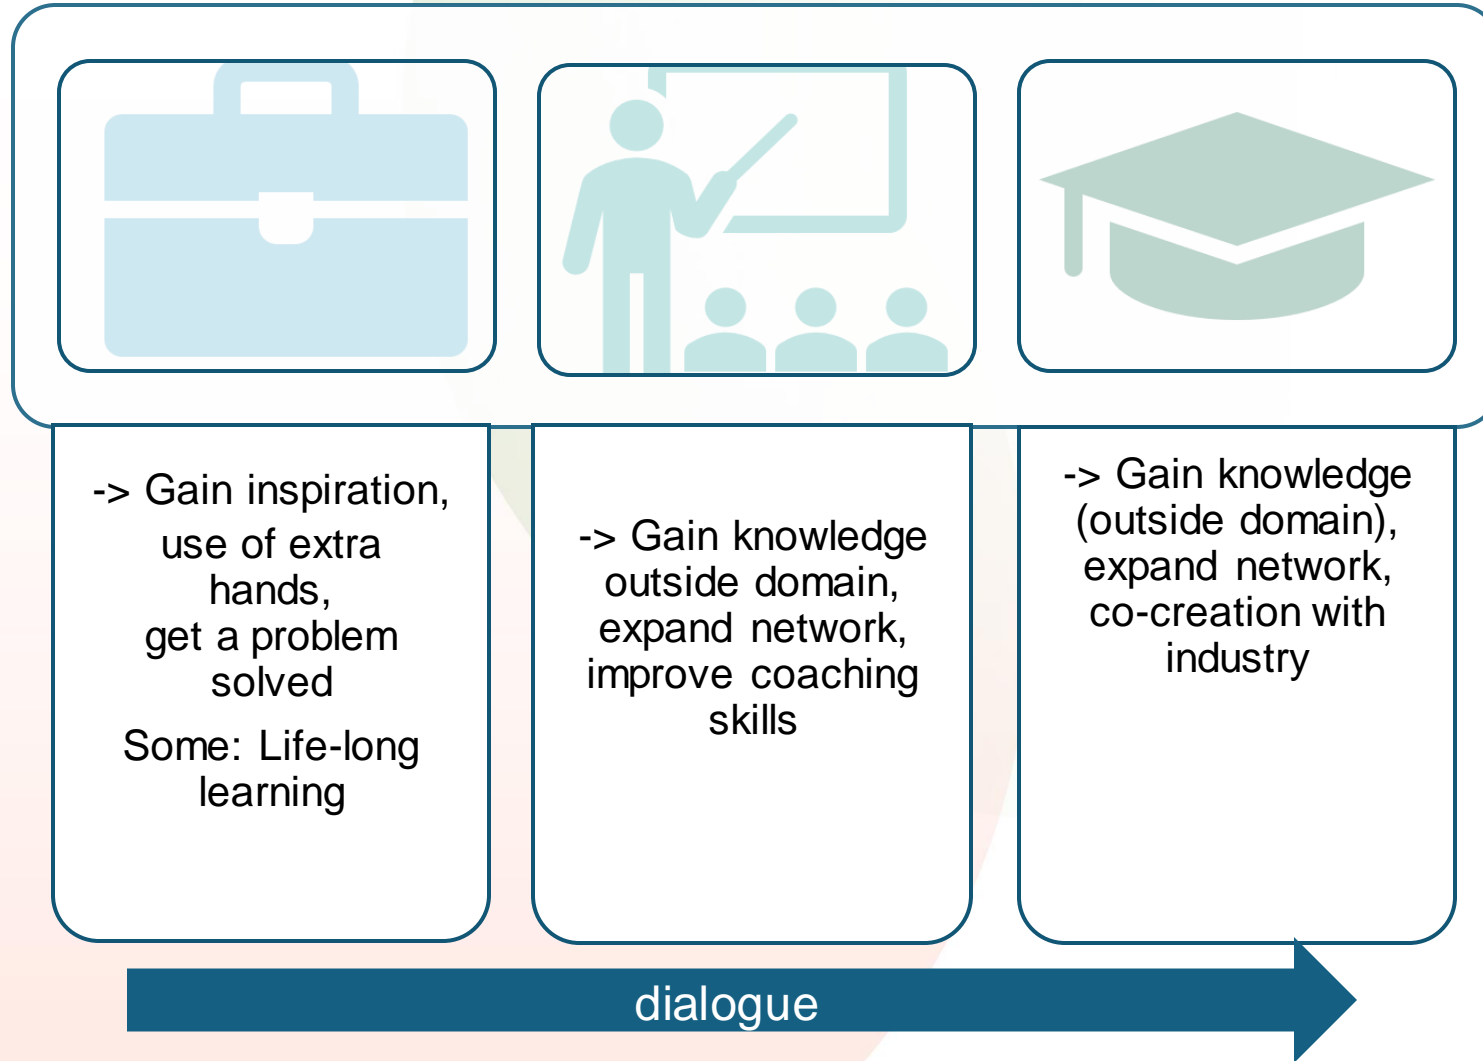 -> Gain inspiration,
use of extra
hands,
get a problem
solved
Some: Life-long
learning
-> Gain knowledge
outside domain,
expand network,
improve coaching
skills
-> Gain knowledge
(outside domain),
expand network,
co-creation with
industry
dialogue